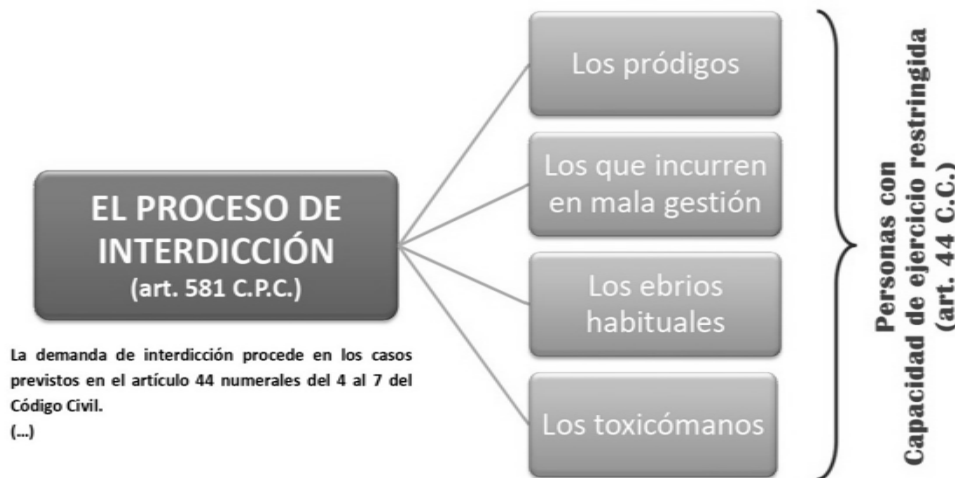 EL PROCESO DE
INTERDICCIÓN
(art. 581 C.P.C.)
La demanda de interdicción procede en los casos
previstos en el artículo 44 numerales del 4 al 7 del
Código Civil.
(...)
Los pródigos
Los que incurren
en mala gestión
Los ebrios
habituales
Los toxicómanos
Personas con
Capacidad de ejercicio restringida
(art. 44 C.C.)